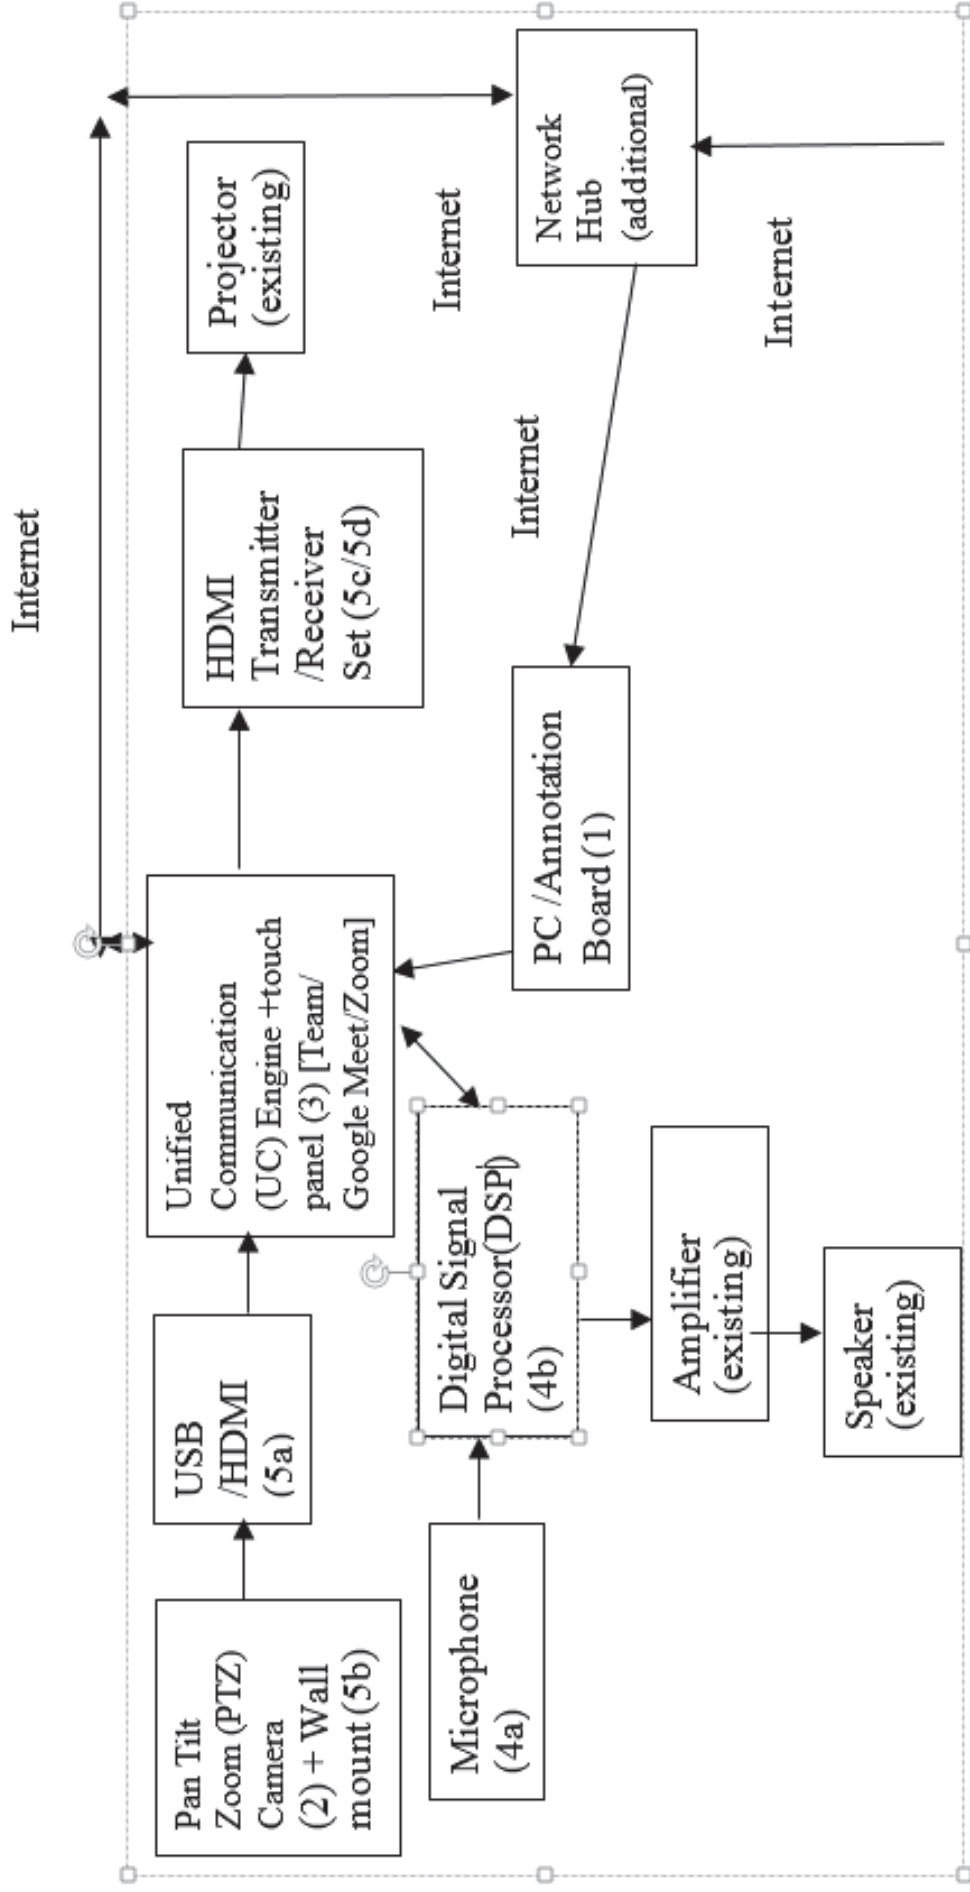 Internet
Pan Tilt
Zoom (PTZ)
Camera
(2) + Wall
mount (5b)
USB
/HDMI
(5a)
Unified
Communication
(UC) Engine +touch
panel (3) [Team/
Google Meet/Zoom]
HDMI
Transmitter
/Receiver
Set (5c/5d)
Projector
(existing)
Internet
Microphone
(4a)
Digital Signal
Processor(DSP)
(4b)
PC /Annotation
Board (1)
Internet
Network
Hub
(additional)
Amplifier
(existing)
Internet
Speaker
(existing)